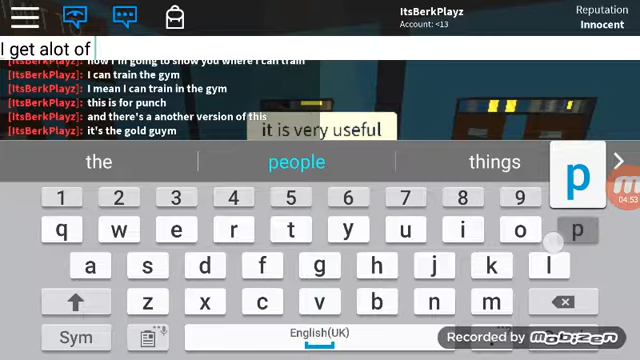 ItsBerkPlayz
Account: <13
Reputation
Innocent
I get alot of
[ItsBerkPlayz]: now I'm going to show you where I can train
[ItsBerkPlayz]: I can train the gym
[ItsBerkPlayz]: I mean I can train in the gym
[ItsBerkPlayz]: this is for punch
[ItsBerkPlayz]: and there's a another version of this
[ItsBerkPlayz]: it's the gold guym
it is very useful
the people things
p
04:53
1 2 3 4 5 6 7 8 9
q w e r t y u i o p
a s d f g h j k l
z x c v b n m
Sym English(UK)
Recorded by Mobizen